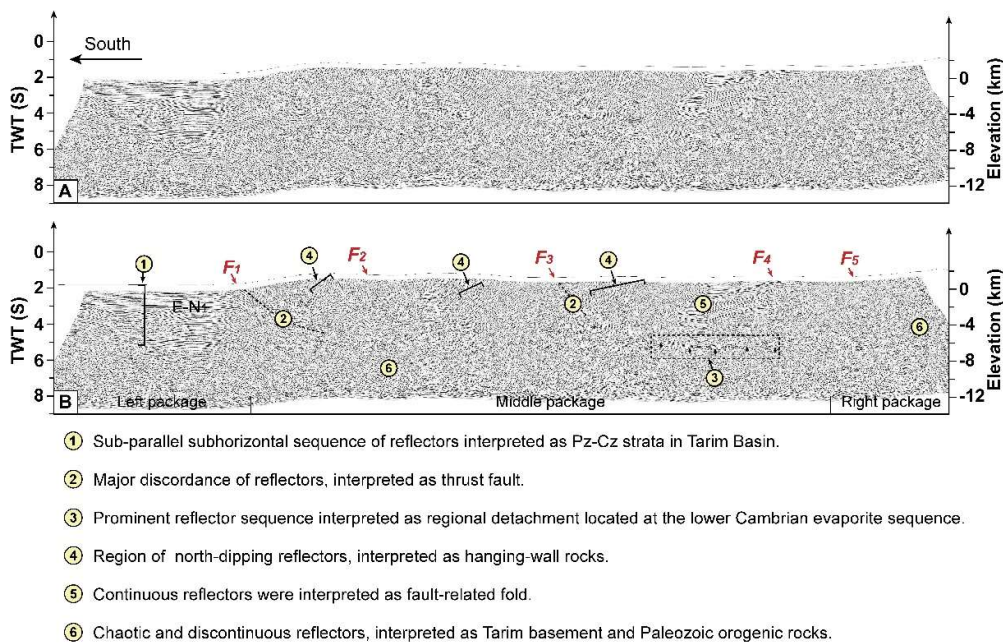 South
TWT (S)
0
2
4
6
8
A
0
-4
-8
-12
Elevation (km)
TWT (S)
0
2
4
6
8
B
1
F1
4
F2
4
F3
4
F4
F5
E-N+
2
2
5
6
3
6
Left package
Middle package
Right package
0
-4
-8
-12
Elevation (km)
1 Sub-parallel subhorizontal sequence of reflectors interpreted as Pz-Cz strata in Tarim Basin.
2 Major discordance of reflectors, interpreted as thrust fault.
3 Prominent reflector sequence interpreted as regional detachment located at the lower Cambrian evaporite sequence.
4 Region of north-dipping reflectors, interpreted as hanging-wall rocks.
5 Continuous reflectors were interpreted as fault-related fold.
6 Chaotic and discontinuous reflectors, interpreted as Tarim basement and Paleozoic orogenic rocks.